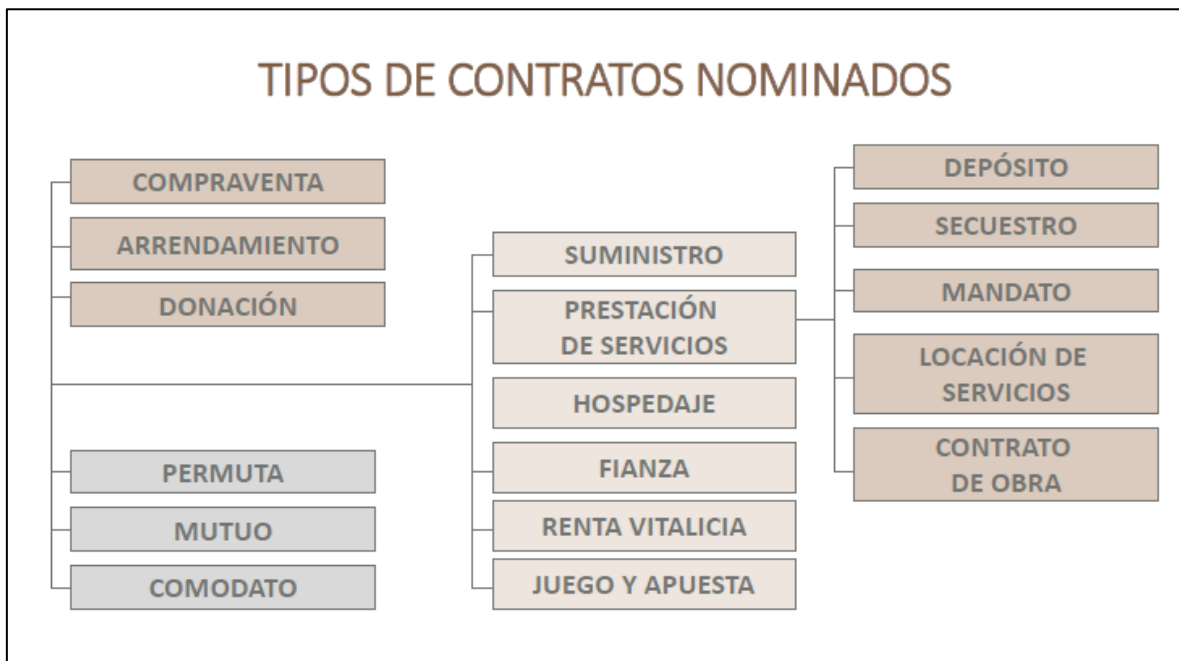 TIPOS DE CONTRATOS NOMINADOS
COMPRAVENTA
ARRENDAMIENTO
DONACIÓN
PERMUTA
MUTUO
COMODATO
SUMINISTRO
PRESTACIÓN
DE SERVICIOS
HOSPEDAJE
FIANZA
RENTA VITALICIA
JUEGO Y APUESTA
DEPÓSITO
SECUESTRO
MANDATO
LOCACIÓN DE
SERVICIOS
CONTRATO
DE OBRA